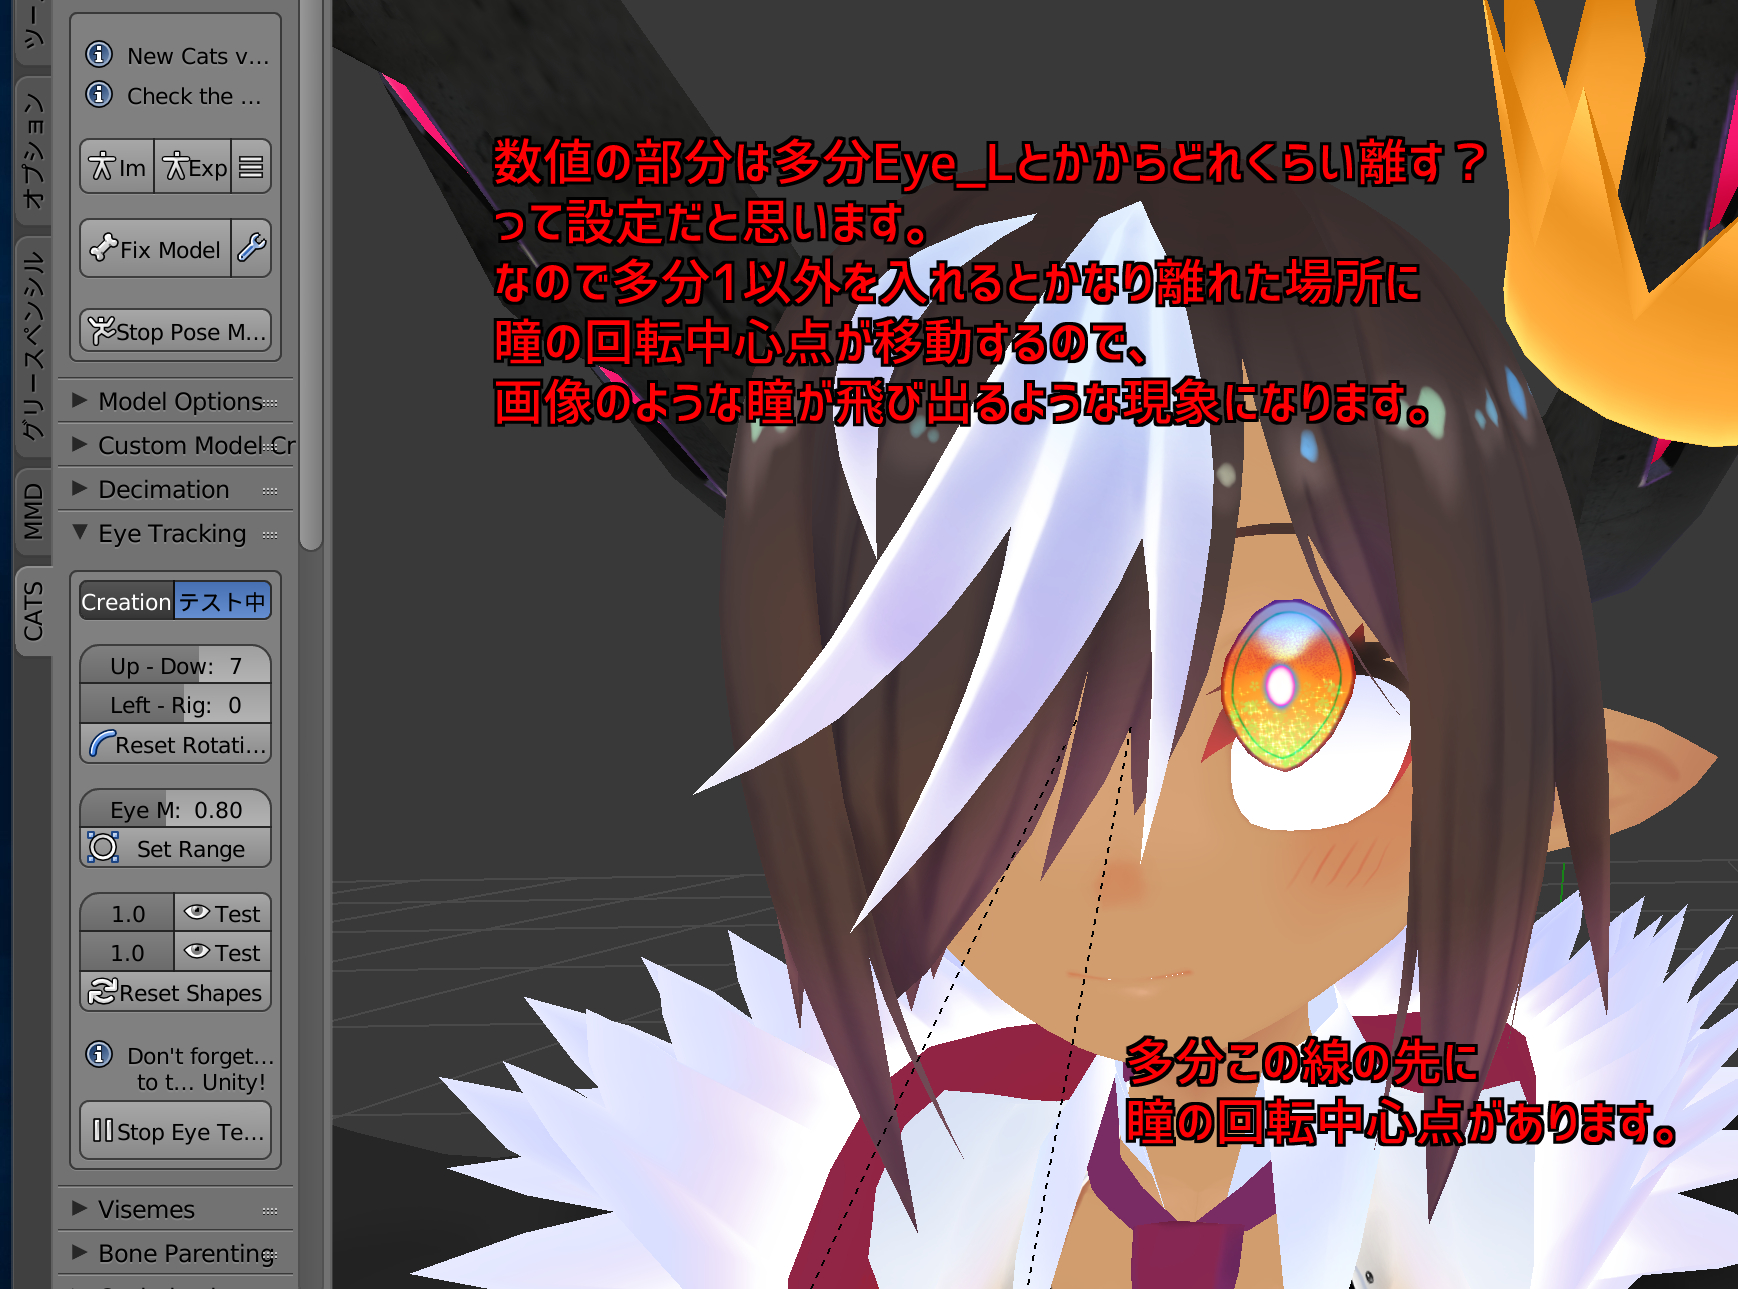 ツー
オプション
グリースペンシル
MMD
CATS
New Cats v...
Check the ...
Im
Exp
Fix Model
Stop Pose M...
Model Options
Custom Model Cr
Decimation
Eye Tracking
Creation
テスト中
Up - Dow: 7
Left - Rig: 0
Reset Rotati...
Eye M: 0.80
Set Range
1.0 Test
1.0 Test
Reset Shapes
Don't forget...
to t... Unity!
Stop Eye Te...
Visemes
Bone Parenting
数値の部分は多分Eye_Lとかからどれくらい離す？
って設定だと思います。
なので多分1以外を入れるとかなり離れた場所に
瞳の回転中心点が移動するので、
画像のような瞳が飛び出るような現象になります。
多分この線の先に
瞳の回転中心点があります。